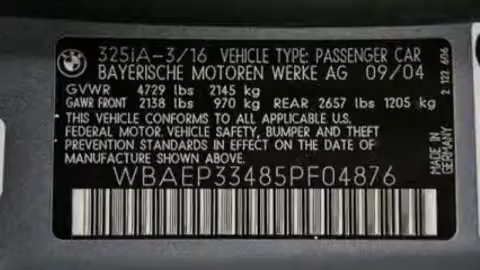 325iA-3/16 VEHICLE TYPE: PASSENGER CAR
BAYERISCHE MOTOREN WERKE AG 09/04
GVWR 4729 lbs 2145 kg
GAWR FRONT 2138 lbs 970 kg REAR 2657 lbs 1205 kg
THIS VEHICLE CONFORMS TO ALL APPLICABLE U.S.
FEDERAL MOTOR VEHICLE SAFETY, BUMPER AND THEFT
PREVENTION STANDARDS IN EFFECT ON THE DATE
OF MANUFACTURE SHOWN ABOVE.
WBAEP33485PF04876
MADE IN
GERMANY
2 122 606